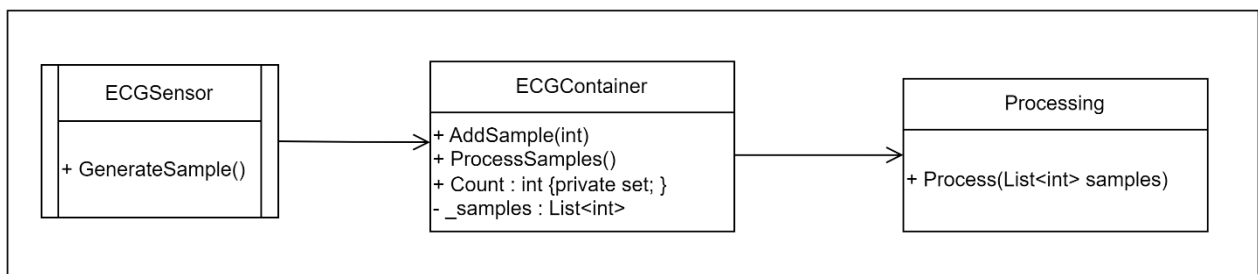 ECGSensor
+ GenerateSample()
ECGContainer
+ AddSample(int)
+ ProcessSamples()
+ Count : int {private set; }
- _samples : List<int>
Processing
+ Process(List<int> samples)